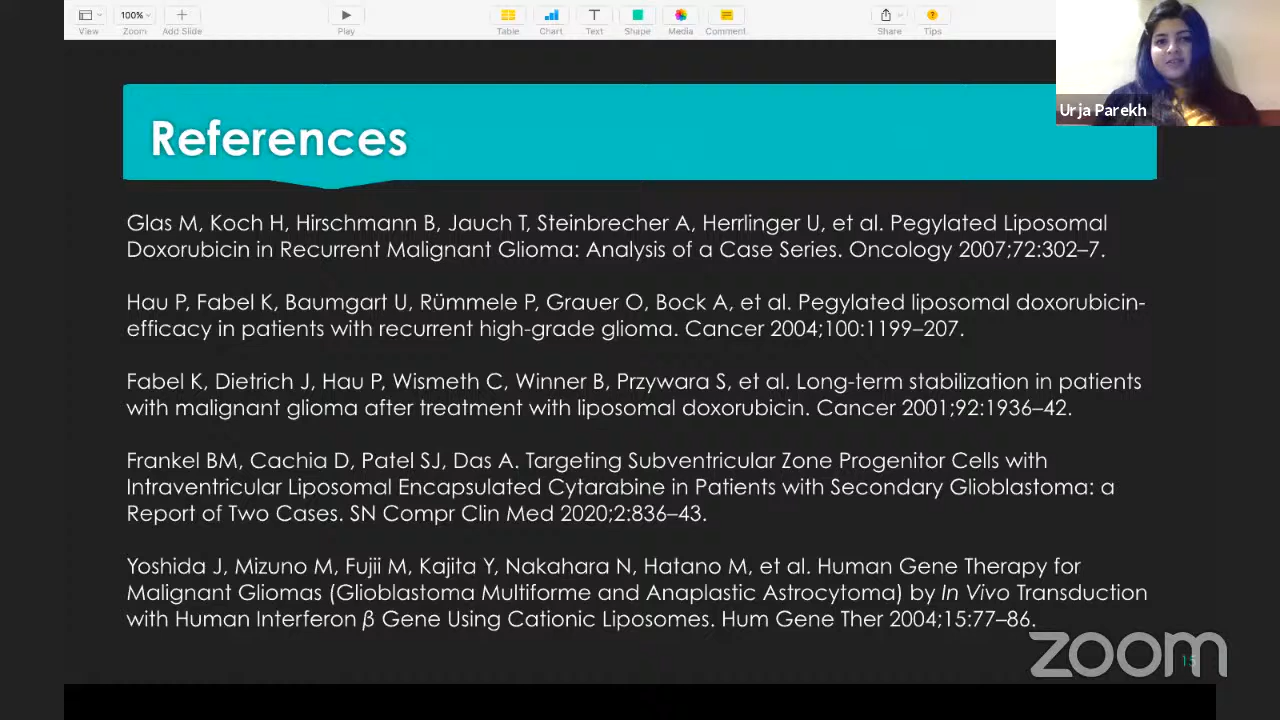 View
100%
Zoom
Add Slide
Play
Table
Chart
Text
Shape
Media
Comment
Share
Tips
Urja Parekh
References
Glas M, Koch H, Hirschmann B, Jauch T, Steinbrecher A, Herrlinger U, et al. Pegylated Liposomal
Doxorubicin in Recurrent Malignant Glioma: Analysis of a Case Series. Oncology 2007;72:302–7.
Hau P, Fabel K, Baumgart U, Rümmele P, Grauer O, Bock A, et al. Pegylated liposomal doxorubicin-
efficacy in patients with recurrent high-grade glioma. Cancer 2004;100:1199–207.
Fabel K, Dietrich J, Hau P, Wismeth C, Winner B, Przywara S, et al. Long-term stabilization in patients
with malignant glioma after treatment with liposomal doxorubicin. Cancer 2001;92:1936–42.
Frankel BM, Cachia D, Patel SJ, Das A. Targeting Subventricular Zone Progenitor Cells with
Intraventricular Liposomal Encapsulated Cytarabine in Patients with Secondary Glioblastoma: a
Report of Two Cases. SN Compr Clin Med 2020;2:836–43.
Yoshida J, Mizuno M, Fujii M, Kajita Y, Nakahara N, Hatano M, et al. Human Gene Therapy for
Malignant Gliomas (Glioblastoma Multiforme and Anaplastic Astrocytoma) by In Vivo Transduction
with Human Interferon β Gene Using Cationic Liposomes. Hum Gene Ther 2004;15:77–86.
zoom
15